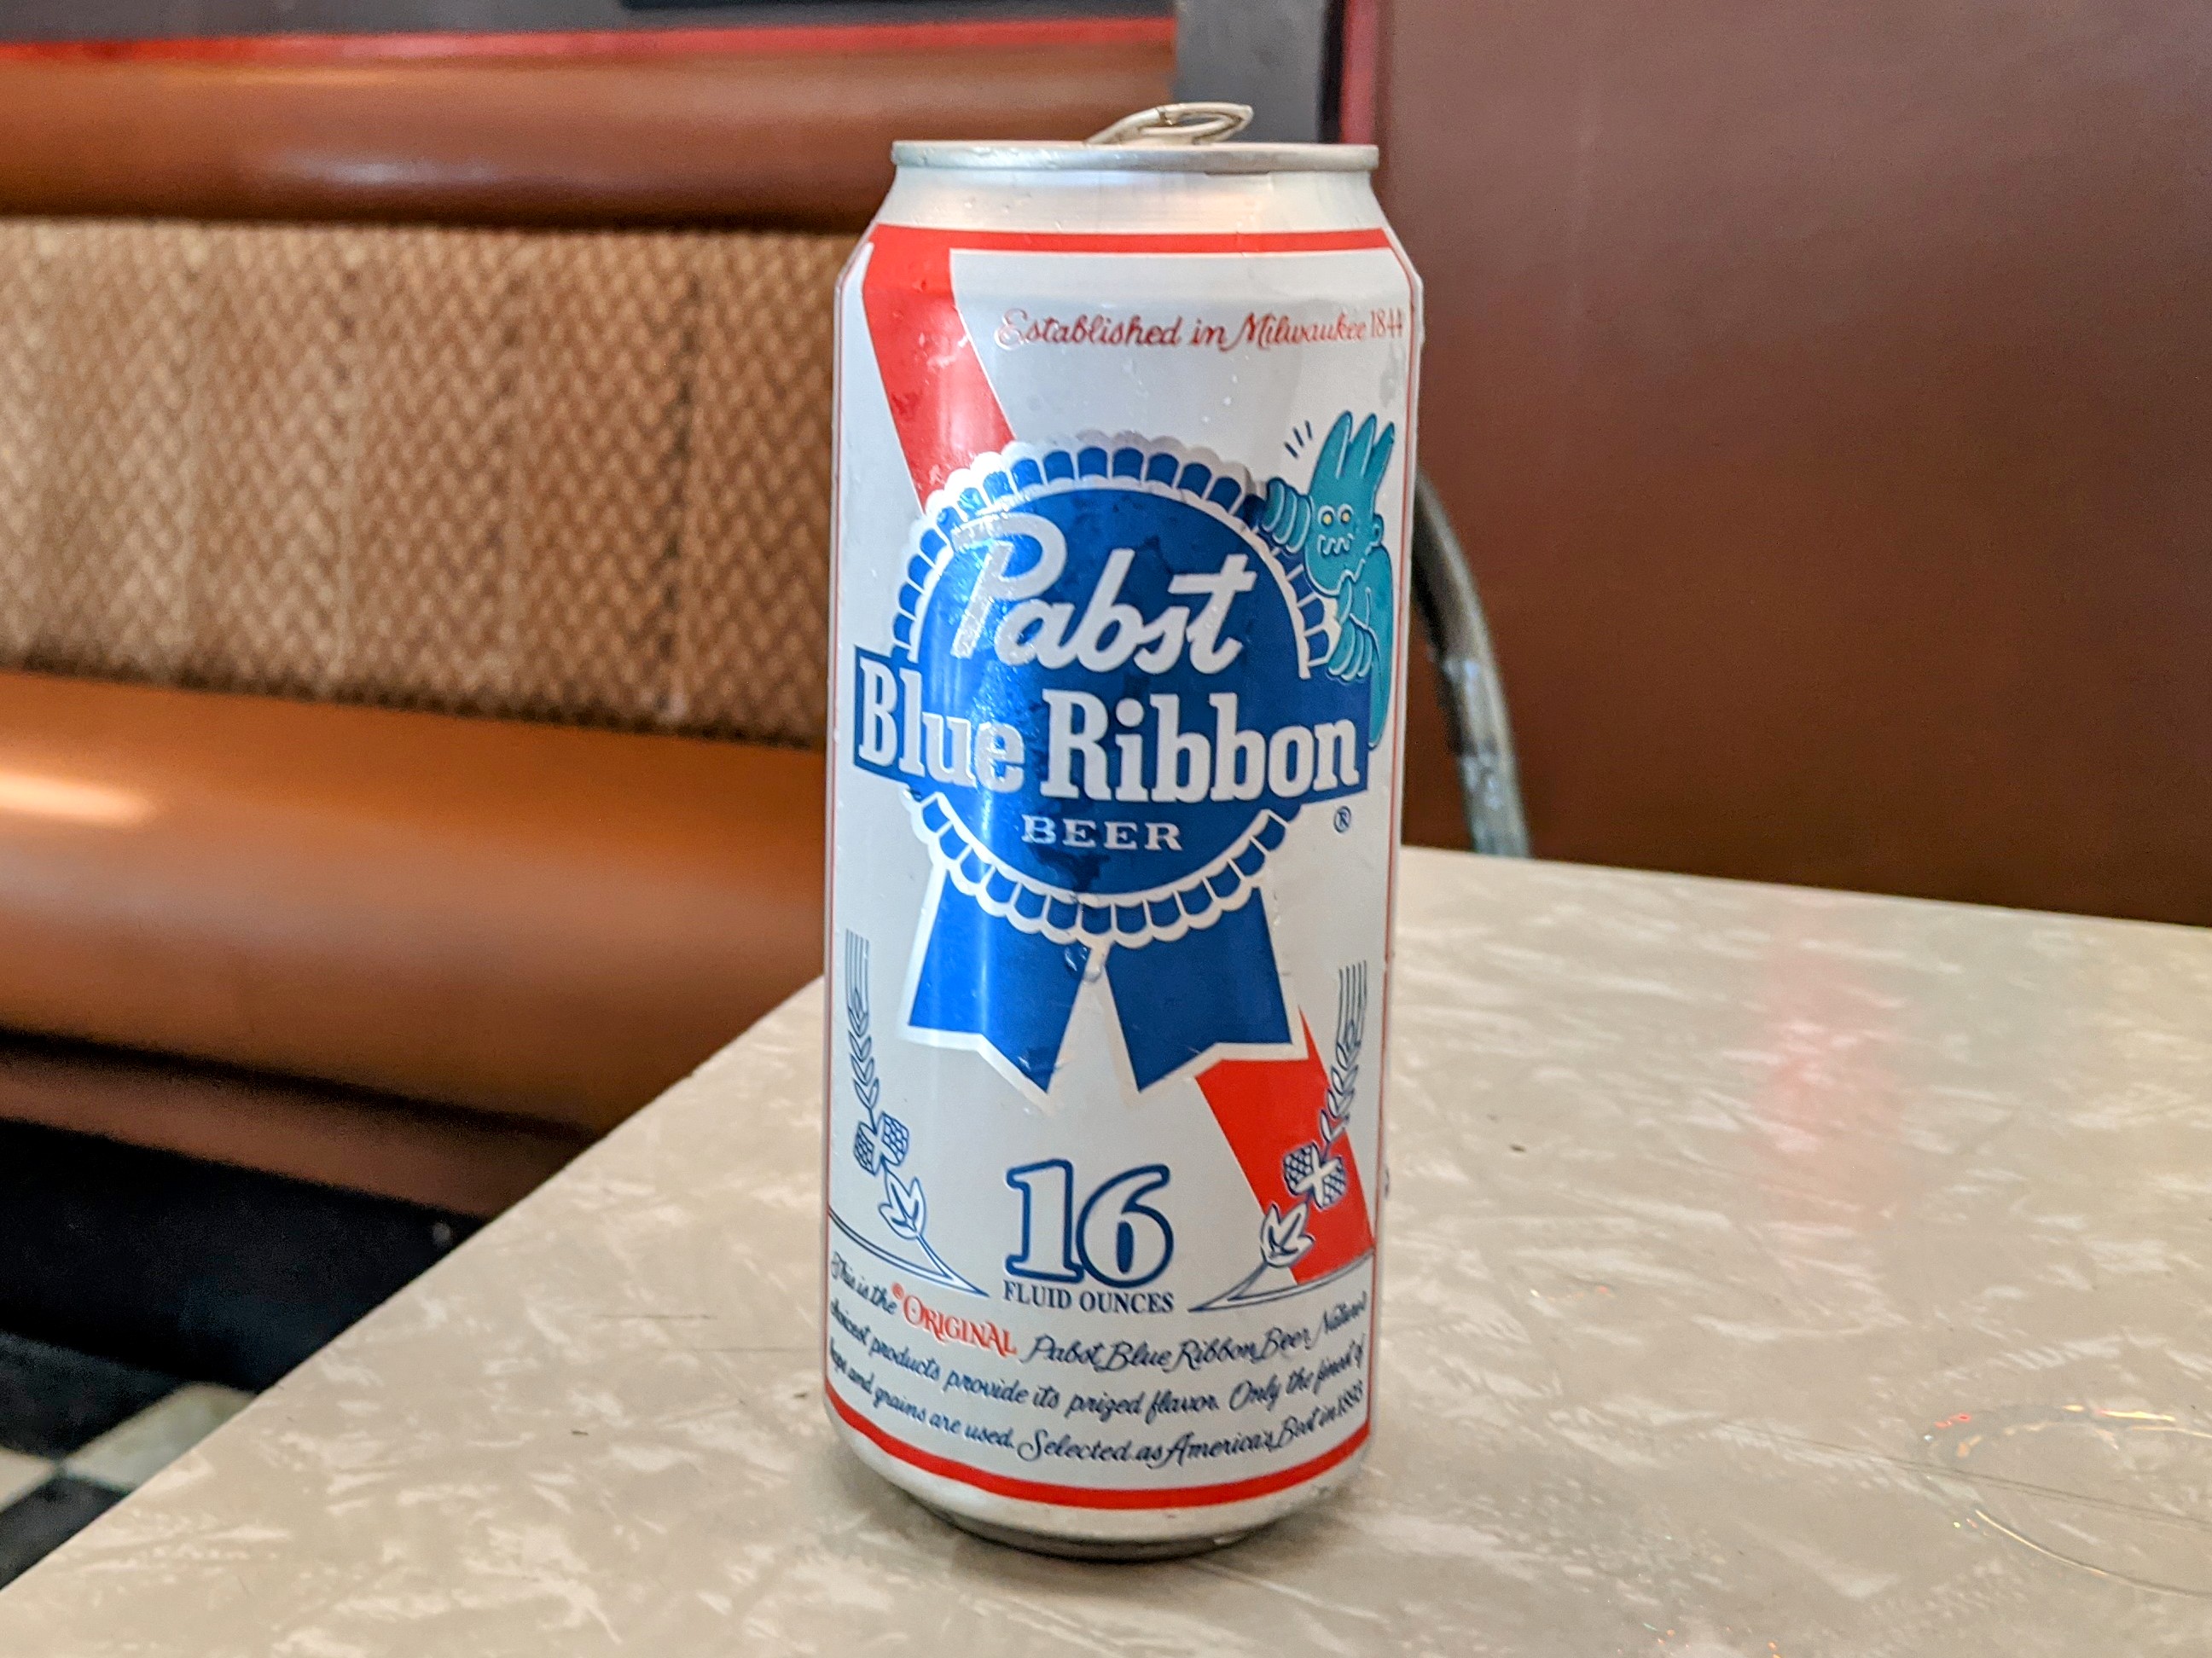 Established in Milwaukee 1844
Pabst
Blue Ribbon
®
BEER
16
FLUID OUNCES
This is the ®ORIGINAL Pabst Blue Ribbon Beer Nature's
choicest products provide its prized flavor. Only the finest of
hops and grains are used. Selected as America's Best in 1893